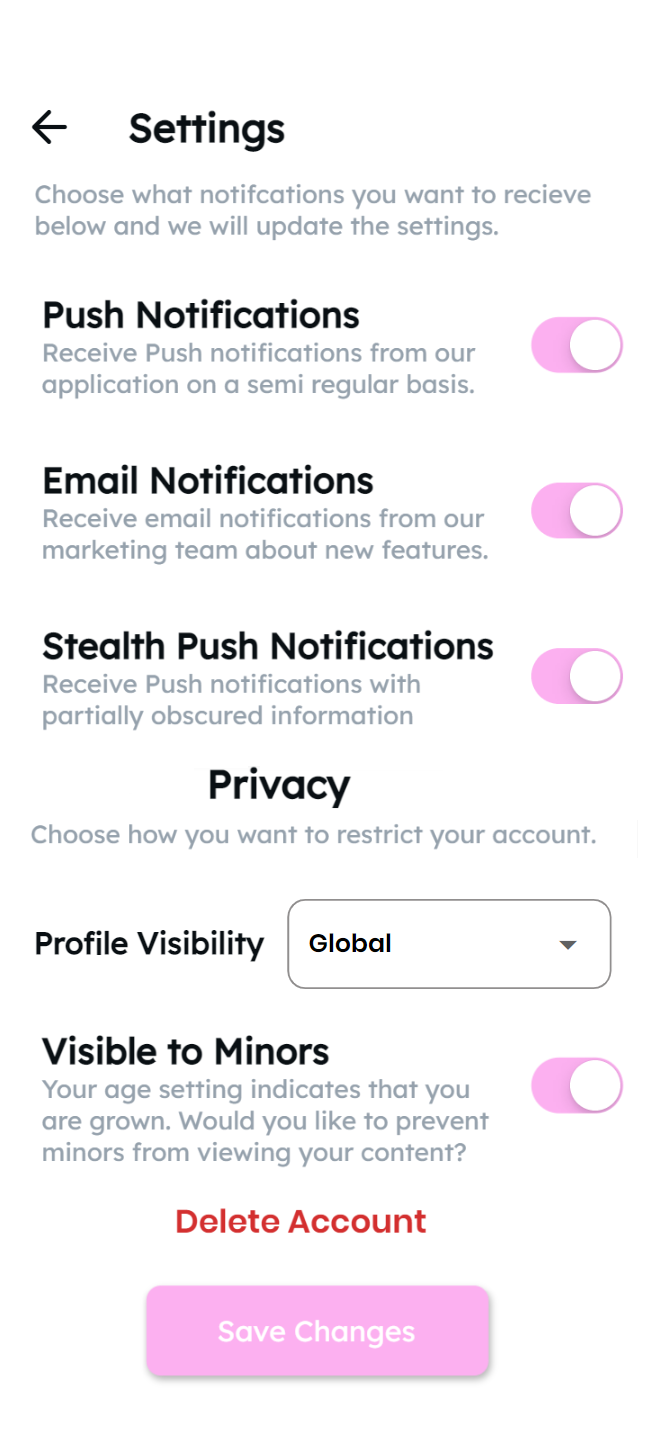 Settings
Choose what notifcations you want to recieve
below and we will update the settings.
Push Notifications
Receive Push notifications from our
application on a semi regular basis.
Email Notifications
Receive email notifications from our
marketing team about new features.
Stealth Push Notifications
Receive Push notifications with
partially obscured information
Privacy
Choose how you want to restrict your account.
Profile Visibility Global
Visible to Minors
Your age setting indicates that you
are grown. Would you like to prevent
minors from viewing your content?
Delete Account
Save Changes